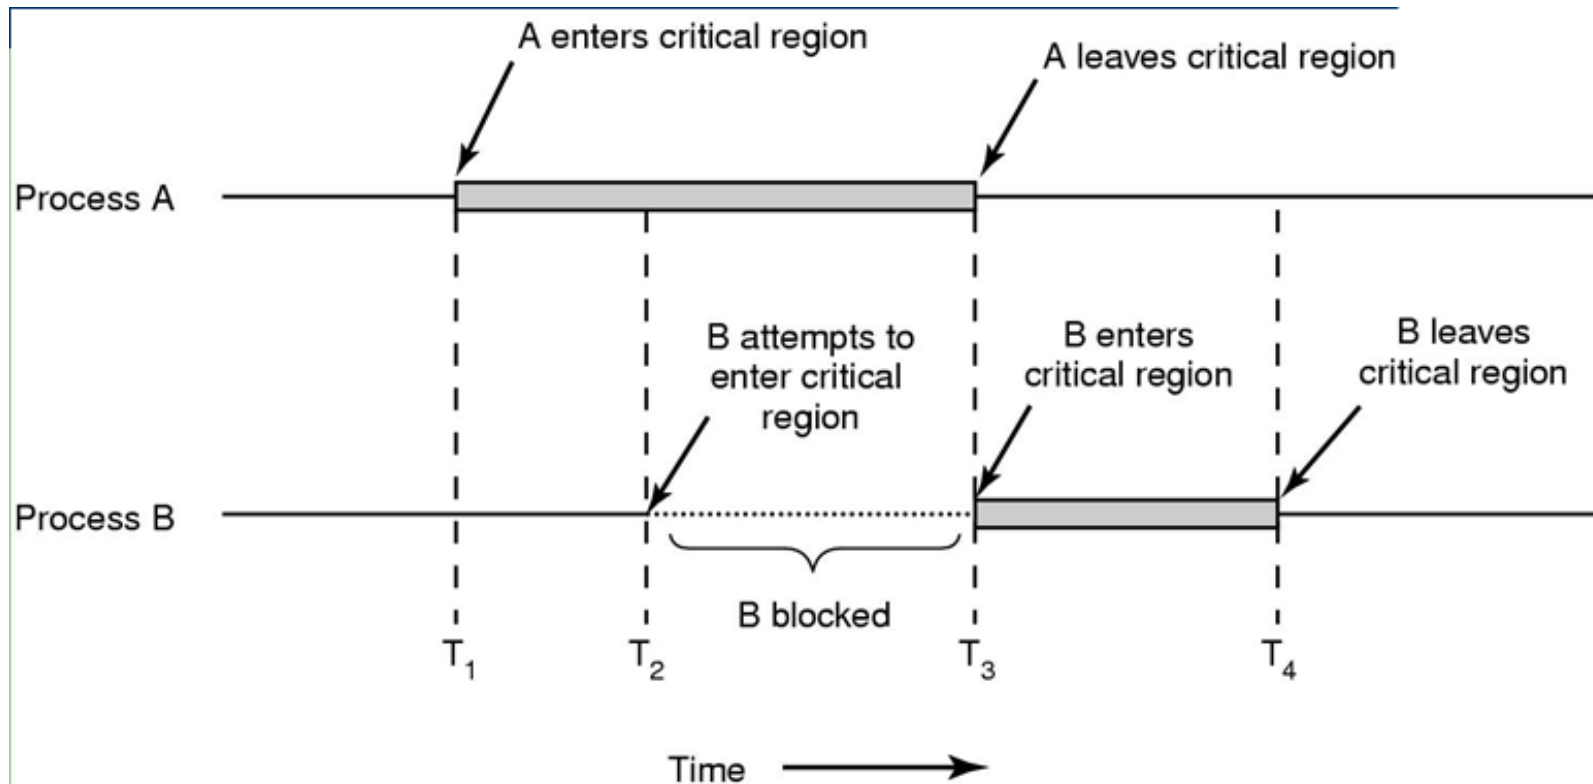 A enters critical region
A leaves critical region
Process A
B attempts to
enter critical
region
B enters
critical region
B leaves
critical region
Process B
B blocked
T1
T2
T3
T4
Time